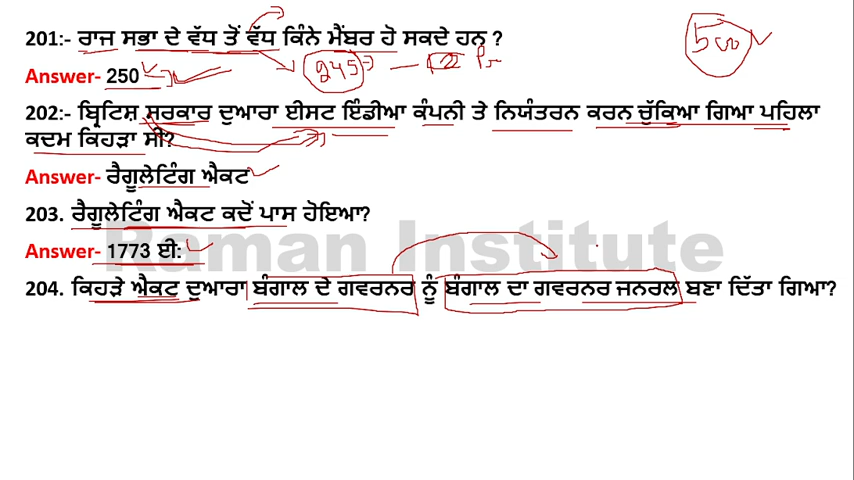 201:- ਰਾਜ ਸਭਾ ਦੇ ਵੱਧ ਤੋਂ ਵੱਧ ਕਿੰਨੇ ਮੈਂਬਰ ਹੋ ਸਕਦੇ ਹਨ ?
500
Answer- 250
245
202:- ਬ੍ਰਿਟਿਸ਼ ਸਰਕਾਰ ਦੁਆਰਾ ਈਸਟ ਇੰਡੀਆ ਕੰਪਨੀ ਤੇ ਨਿਯੰਤਰਨ ਕਰਨ ਚੁੱਕਿਆ ਗਿਆ ਪਹਿਲਾ
ਕਦਮ ਕਿਹੜਾ ਸੀ?
Answer- ਰੈਗੂਲੇਟਿੰਗ ਐਕਟ
203. ਰੈਗੂਲੇਟਿੰਗ ਐਕਟ ਕਦੋਂ ਪਾਸ ਹੋਇਆ?
Answer- 1773 ਈ:
Raman Institute
204. ਕਿਹੜੇ ਐਕਟ ਦੁਆਰਾ ਬੰਗਾਲ ਦੇ ਗਵਰਨਰ ਨੂੰ ਬੰਗਾਲ ਦਾ ਗਵਰਨਰ ਜਨਰਲ ਬਣਾ ਦਿੱਤਾ ਗਿਆ?